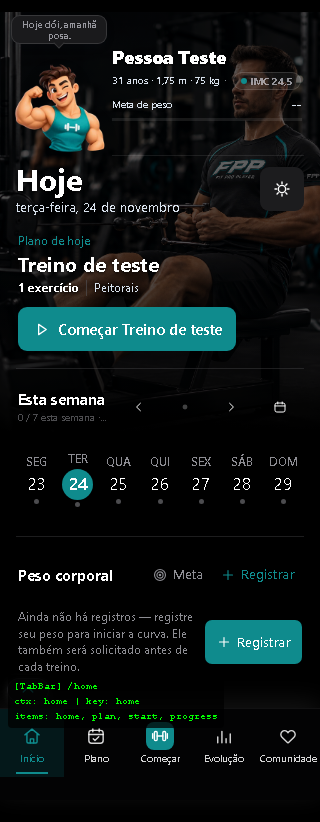 Hoje dói, amanhã
posa.
Pessoa Teste
31 anos · 1,75 m · 75 kg · IMC 24,5
Meta de peso --
FPP
FIT PRO PLAYER
Hoje
terça-feira, 24 de novembro
Plano de hoje
Treino de teste
1 exercício | Peitorais
Começar Treino de teste
Esta semana
0 / 7 esta semana ·...
SEG TER QUA QUI SEX SÁB DOM
23 24 25 26 27 28 29
Peso corporal Meta + Registrar
Ainda não há registros — registre
seu peso para iniciar a curva. Ele
também será solicitado antes de
cada treino.
+ Registrar
[TabBar] /home
ctx: home | key: home
items: home, plan, start, progress
Início Plano Começar Evolução Comunidade